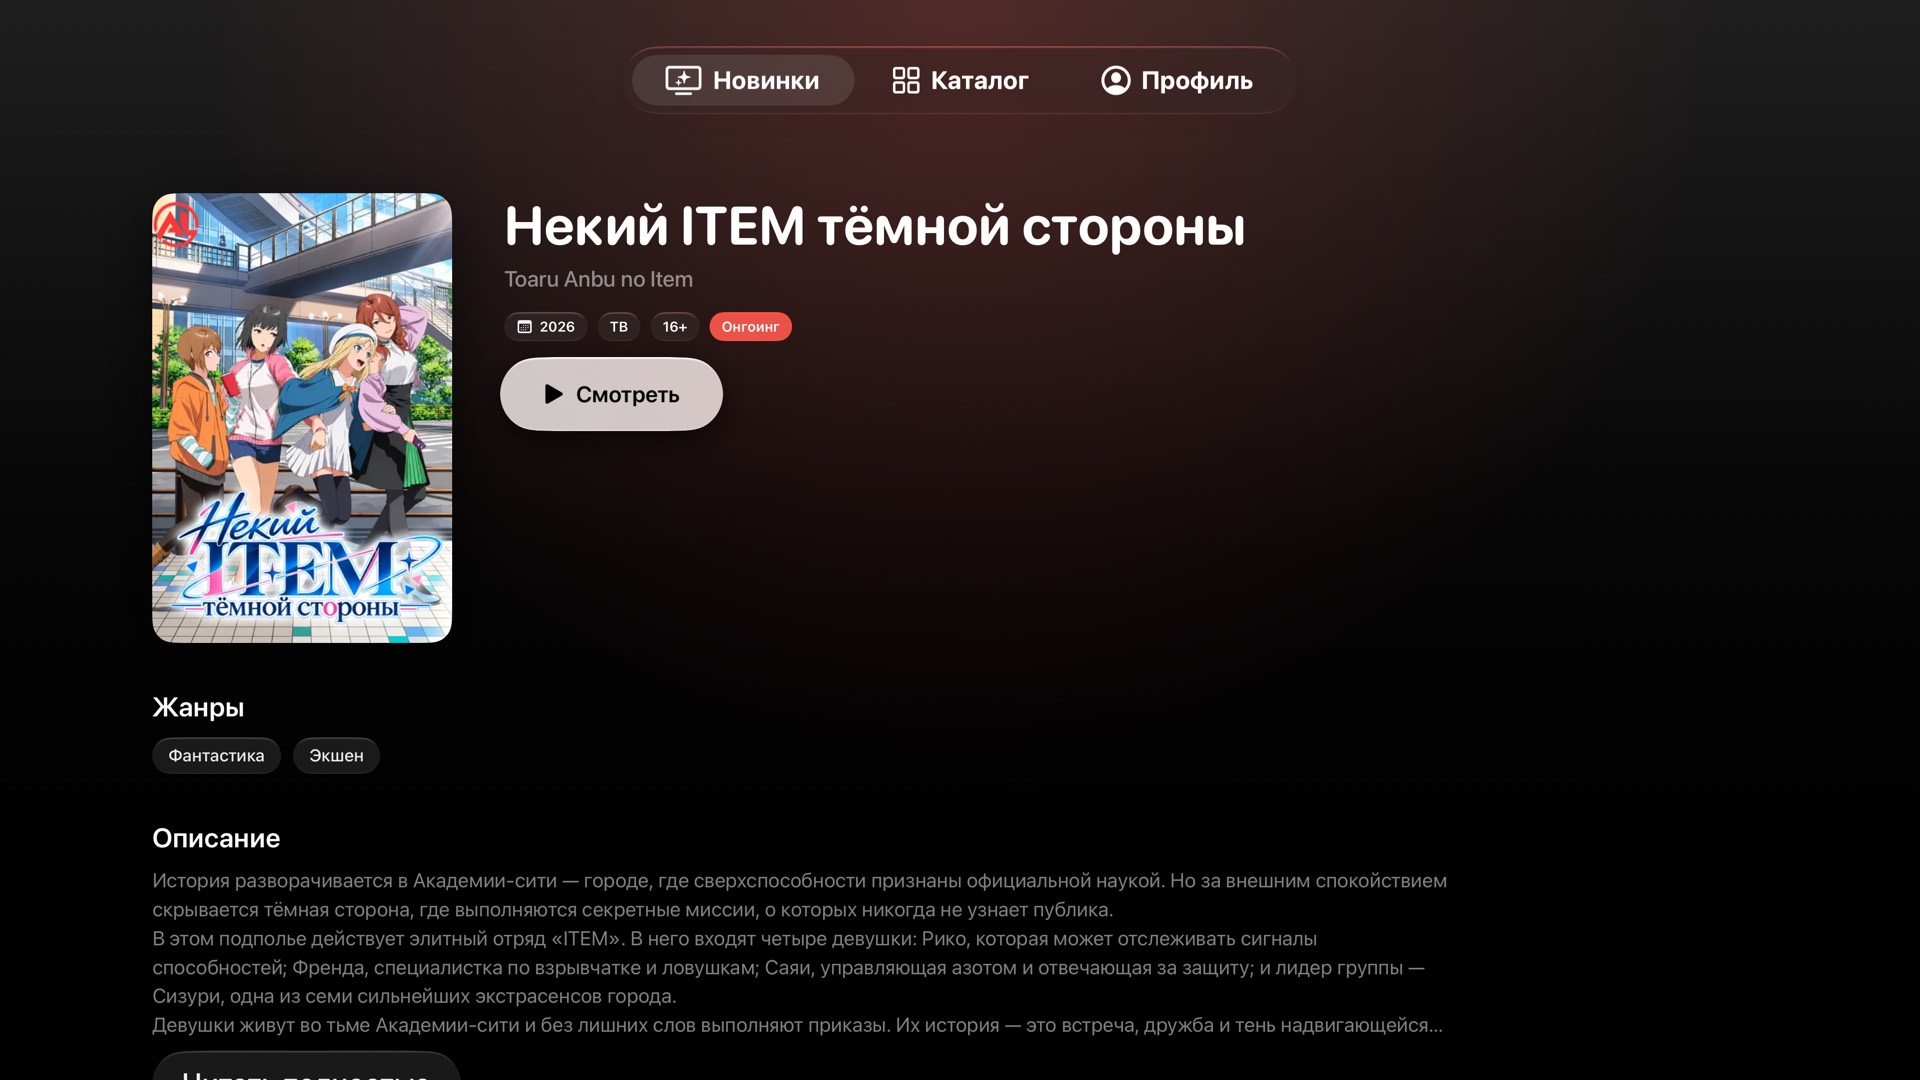 Новинки
Каталог
Профиль
AL
Некий
ITEM
тёмной стороны
Некий ITEM тёмной стороны
Toaru Anbu no Item
2026
ТВ
16+
Онгоинг
Смотреть
Жанры
Фантастика
Экшен
Описание
История разворачивается в Академии-сити — городе, где сверхспособности признаны официальной наукой. Но за внешним спокойствием
скрывается тёмная сторона, где выполняются секретные миссии, о которых никогда не узнает публика.
В этом подполье действует элитный отряд «ITEM». В него входят четыре девушки: Рико, которая может отслеживать сигналы
способностей; Френда, специалистка по взрывчатке и ловушкам; Саяи, управляющая азотом и отвечающая за защиту; и лидер группы —
Сизури, одна из семи сильнейших экстрасенсов города.
Девушки живут во тьме Академии-сити и без лишних слов выполняют приказы. Их история — это встреча, дружба и тень надвигающейся...
Читать полностью